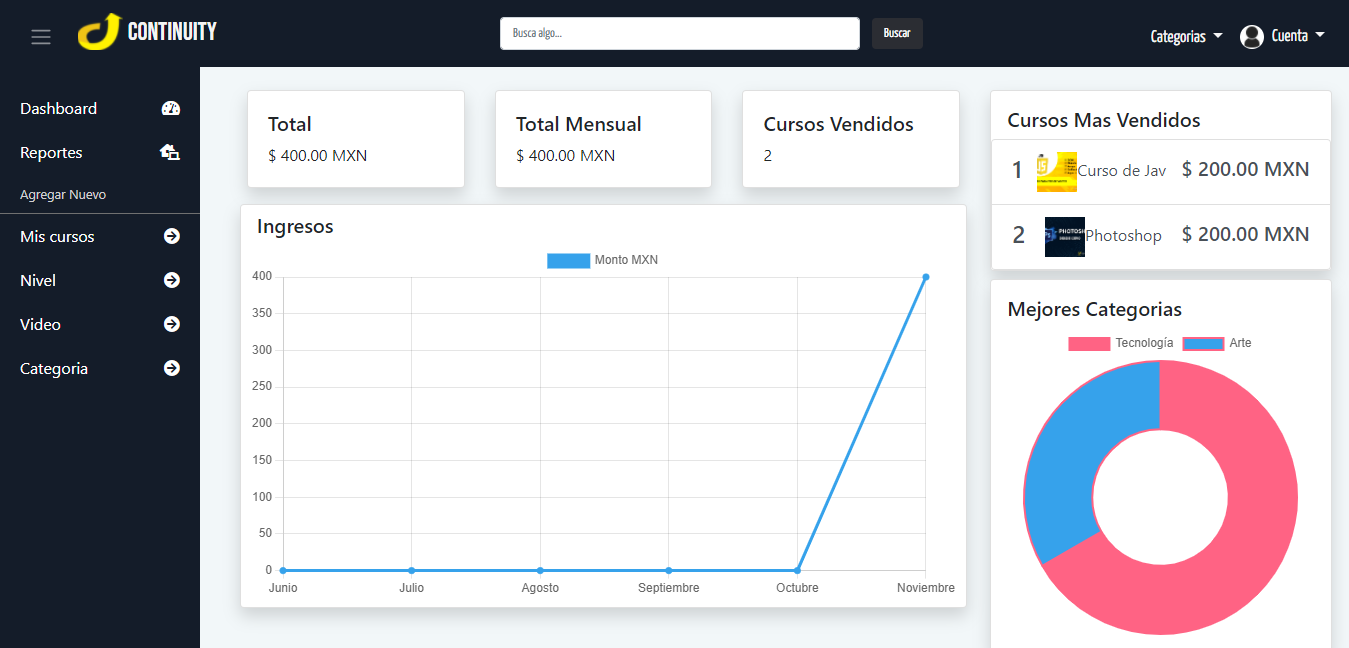 CONTINUITY
Busca algo...
Buscar
Categorias
Cuenta
Dashboard
Reportes
Agregar Nuevo
Mis cursos
Nivel
Video
Categoria
Total
$ 400.00 MXN
Total Mensual
$ 400.00 MXN
Cursos Vendidos
2
Ingresos
Monto MXN
400
350
300
250
200
150
100
50
0
Junio
Julio
Agosto
Septiembre
Octubre
Noviembre
Cursos Mas Vendidos
1 Curso de Jav $ 200.00 MXN
2 Photoshop $ 200.00 MXN
Mejores Categorias
Tecnología
Arte